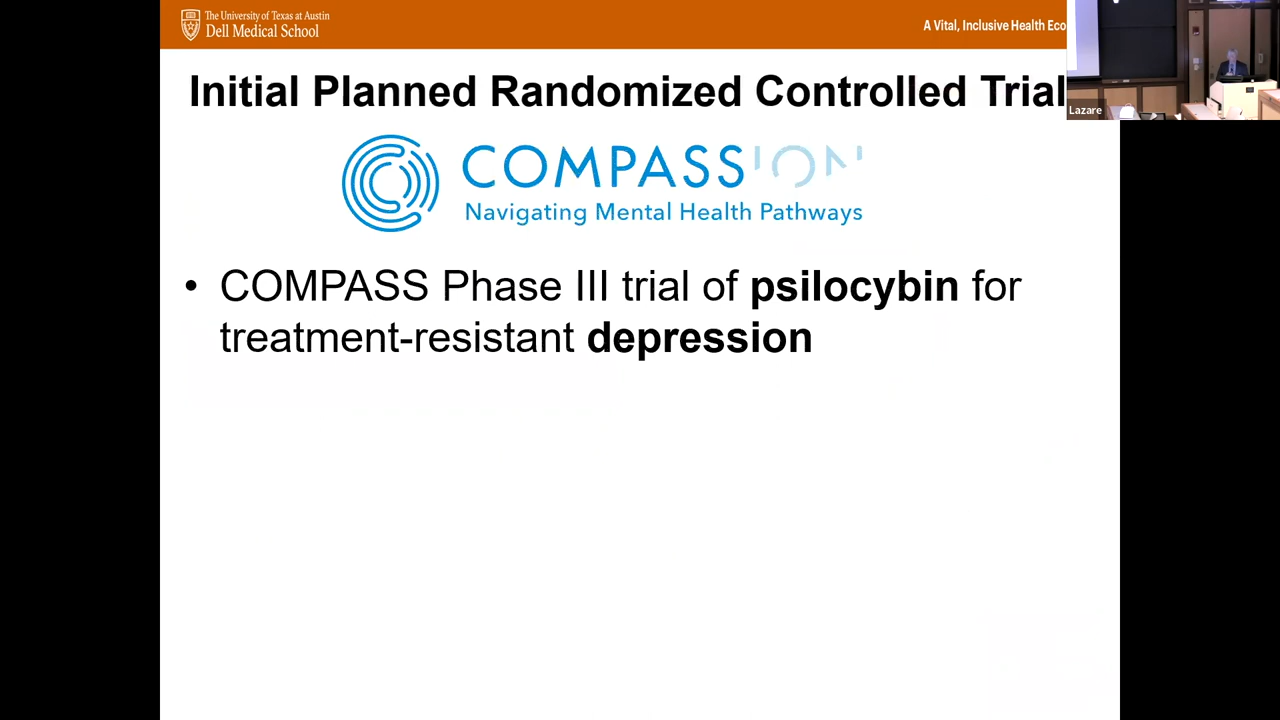 The University of Texas at Austin
Dell Medical School
A Vital, Inclusive Health Eco
Lazare
Initial Planned Randomized Controlled Trial
COMPASSION
Navigating Mental Health Pathways
• COMPASS Phase III trial of psilocybin for
treatment-resistant depression